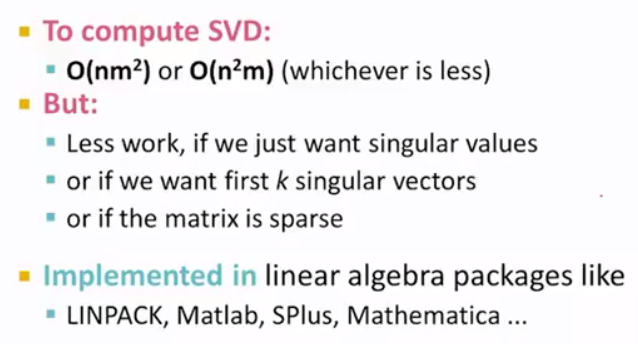 To compute SVD:
O(nm²) or O(n²m) (whichever is less)
But:
Less work, if we just want singular values
or if we want first k singular vectors
or if the matrix is sparse
Implemented in linear algebra packages like
LINPACK, Matlab, SPlus, Mathematica ...